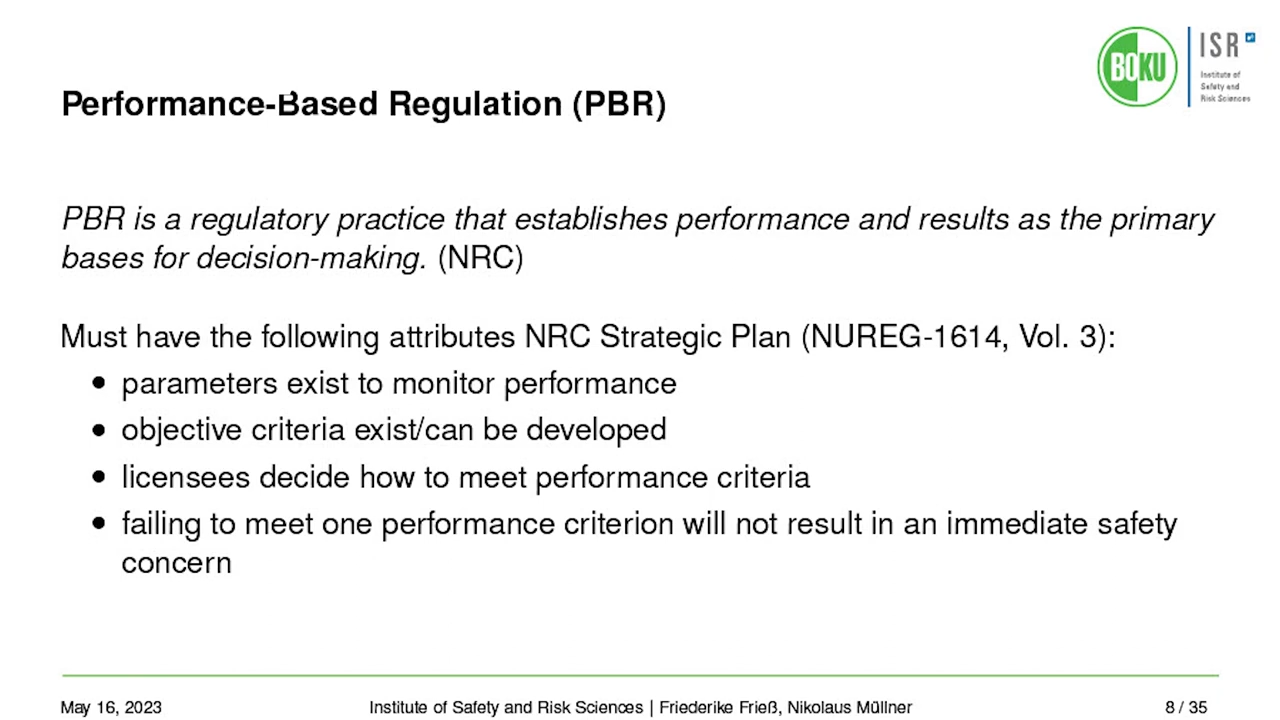 BOKU
ISR
Institute of
Safety and
Risk Sciences
Performance-Based Regulation (PBR)
PBR is a regulatory practice that establishes performance and results as the primary
bases for decision-making. (NRC)
Must have the following attributes NRC Strategic Plan (NUREG-1614, Vol. 3):
• parameters exist to monitor performance
• objective criteria exist/can be developed
• licensees decide how to meet performance criteria
• failing to meet one performance criterion will not result in an immediate safety
concern
May 16, 2023 Institute of Safety and Risk Sciences | Friederike Frieß, Nikolaus Müllner 8 / 35